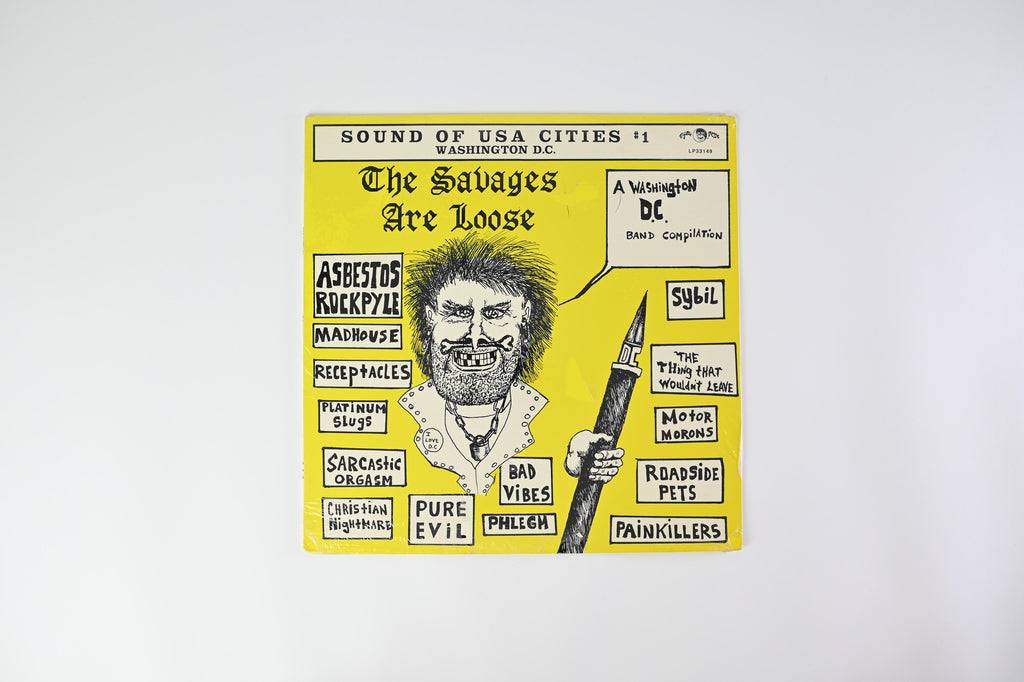 SOUND OF USA CITIES #1
WASHINGTON D.C.
LP33149
The Savages
Are Loose
A WASHINGTON
D.C.
BAND COMPILATION
ASBESTOS
ROCKPYLE
MADHOUSE
RECEPTACLES
PLATINUM
SLUGS
SARCASTIC
ORGASM
CHRISTIAN
NIGHTMARE
PURE
EVIL
I
LOVE
D.C
BAD
VIBES
PHLEGH
DC
SYBIL
THE
THING THAT
WOULDN'T LEAVE
MOTOR
MORONS
ROADSIDE
PETS
PAINKILLERS